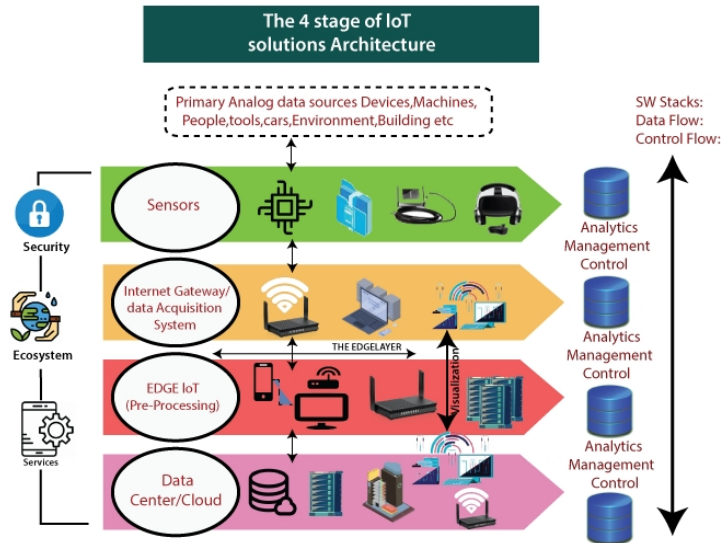 The 4 stage of IoT
solutions Architecture
Primary Analog data sources Devices,Machines,
People,tools,cars,Environment,Building etc
SW Stacks:
Data Flow:
Control Flow:
Sensors
Security
Analytics
Management
Control
Internet Gateway/
data Acquisition
System
Ecosystem
THE EDGELAYER
Analytics
Management
Control
EDGE IoT
(Pre-Processing)
Visualization
Services
Analytics
Management
Control
Data
Center/Cloud